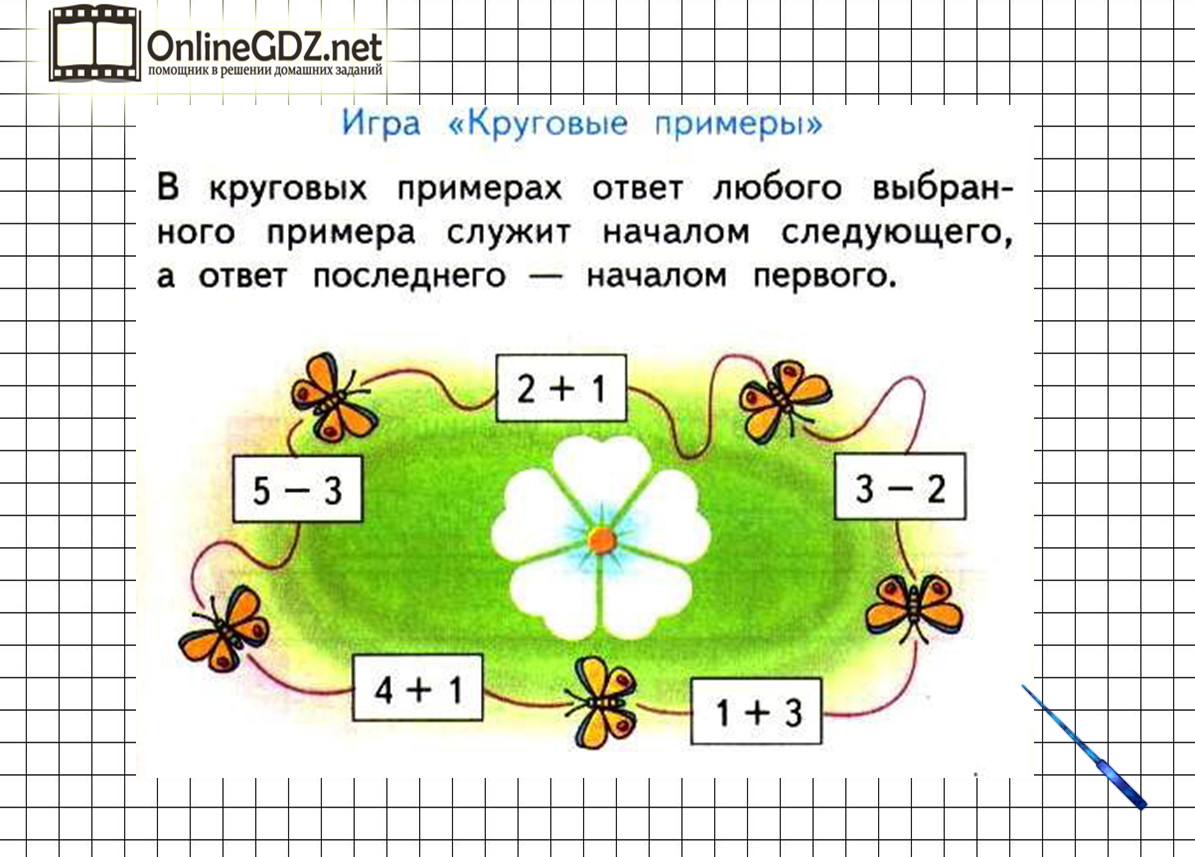 OnlineGDZ.net
помощник в решении домашних заданий
Игра «Круговые примеры»
В круговых примерах ответ любого выбран-
ного примера служит началом следующего,
а ответ последнего — началом первого.
2 + 1
5 − 3
3 − 2
4 + 1
1 + 3